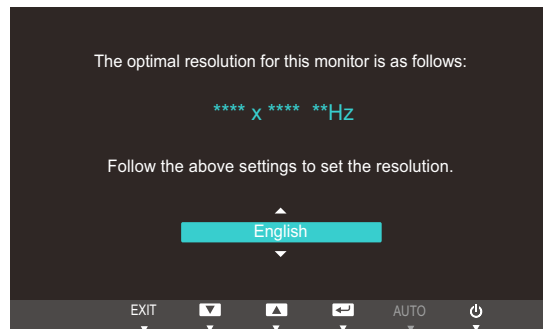 The optimal resolution for this monitor is as follows:
**** x **** **Hz
Follow the above settings to set the resolution.
English
EXIT AUTO